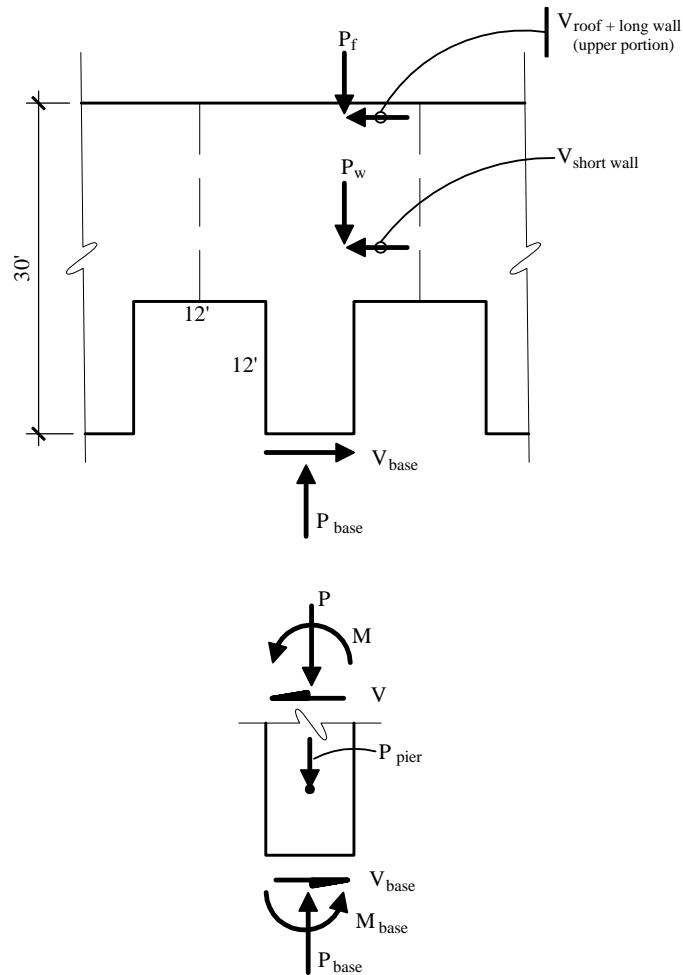 V roof + long wall
(upper portion)
P f
P w
V short wall
30'
12'
12'
V base
P base
P
M
V
P pier
V base
M base
P base